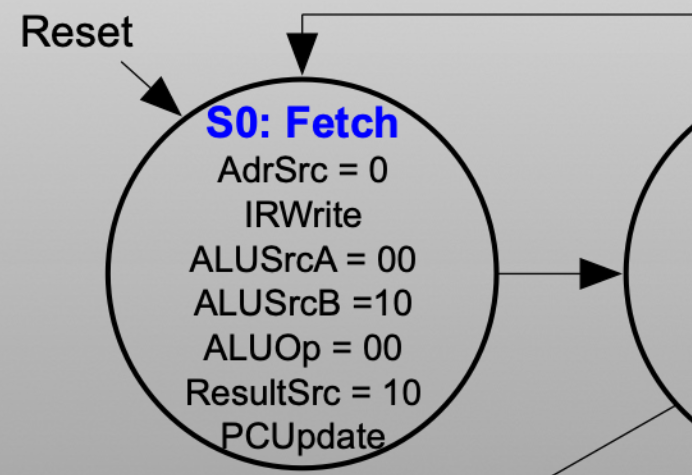 Reset
S0: Fetch
AdrSrc = 0
IRWrite
ALUSrcA = 00
ALUSrcB =10
ALUOp = 00
ResultSrc = 10
PCUpdate